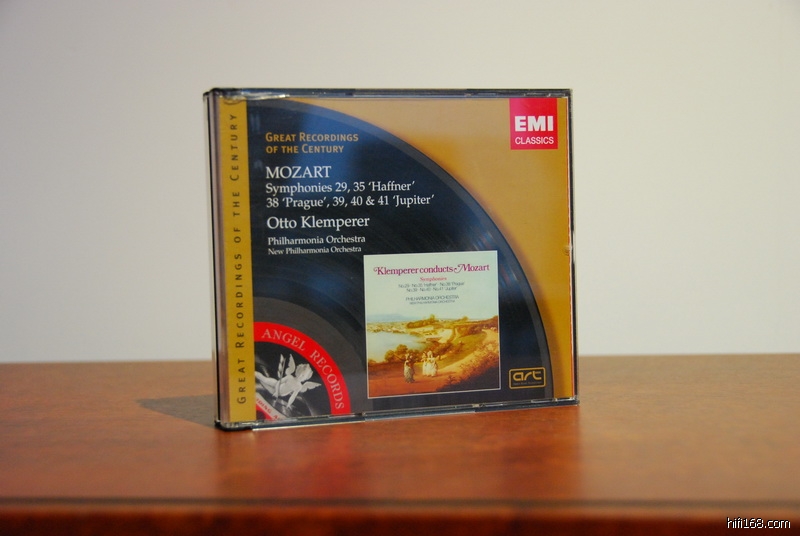 GREAT RECORDINGS OF THE CENTURY
GREAT RECORDINGS
OF THE CENTURY
EMI
CLASSICS
MOZART
Symphonies 29, 35 ‘Haffner’
38 ‘Prague’, 39, 40 & 41 ‘Jupiter’
Otto Klemperer
Philharmonia Orchestra
New Philharmonia Orchestra
Klemperer conducts Mozart
Symphonies
PHILHARMONIA ORCHESTRA
ANGEL RECORDS
art
hifi168.com